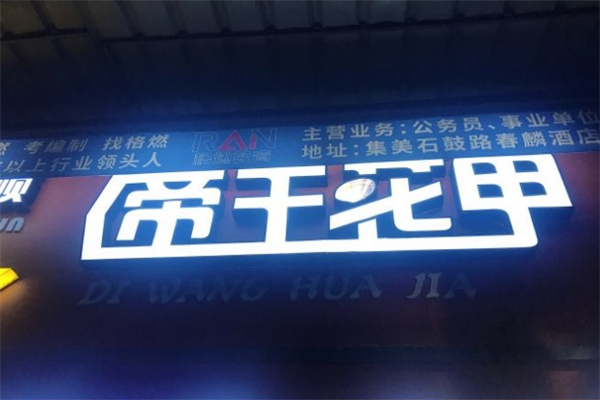 考编制 找格燃
以上行业领头人
RAN
主营业务:公务员、事业单位
地址:集美石鼓路春麟酒店
帝王花甲
DI WANG HUA JIA